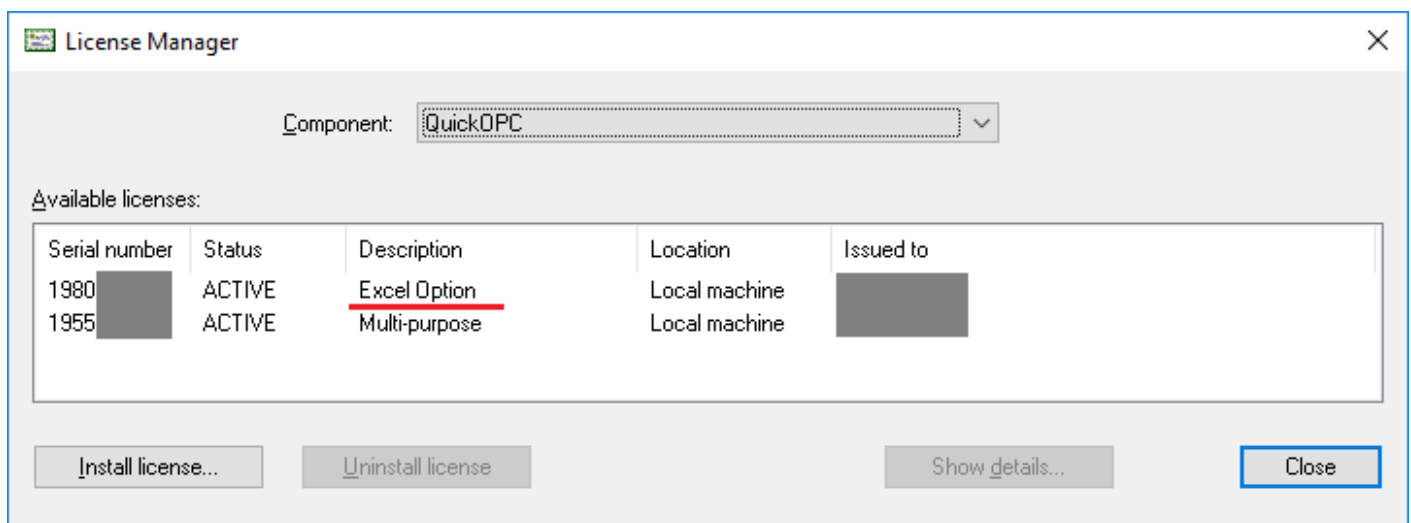 License Manager
Component: QuickOPC
Available licenses:
Serial number Status Description Location Issued to
1980 ACTIVE Excel Option Local machine
1955 ACTIVE Multi-purpose Local machine
Install license... Uninstall license Show details... Close